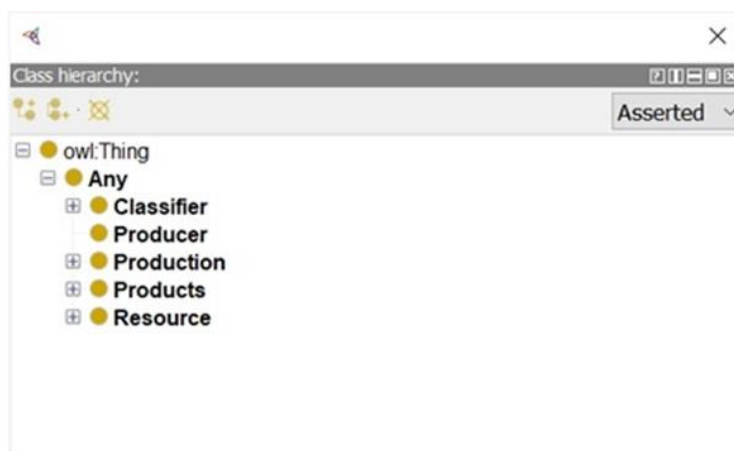 Class hierarchy:
Asserted
owl:Thing
Any
Classifier
Producer
Production
Products
Resource